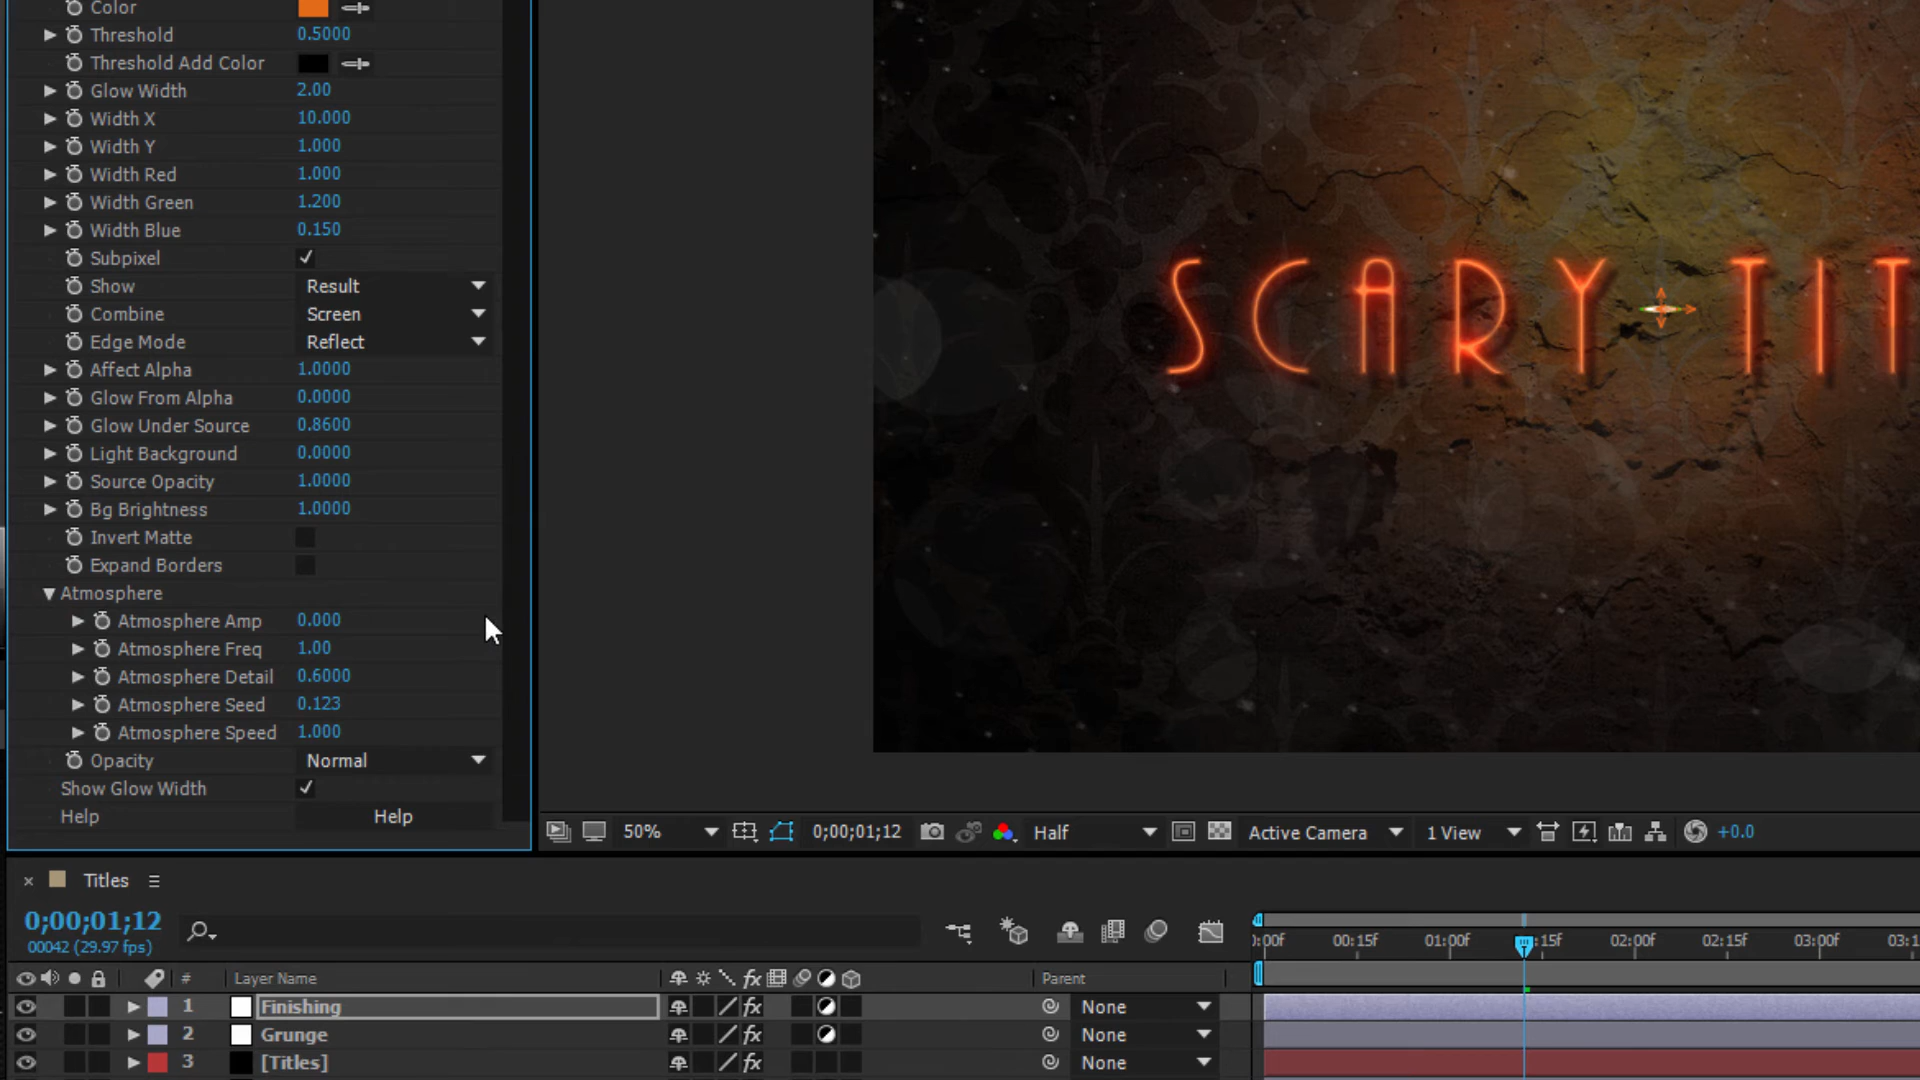 Color
Threshold 0.5000
Threshold Add Color
Glow Width 2.00
Width X 10.000
Width Y 1.000
Width Red 1.000
Width Green 1.200
Width Blue 0.150
Subpixel
Show Result
Combine Screen
Edge Mode Reflect
Affect Alpha 1.0000
Glow From Alpha 0.0000
Glow Under Source 0.8600
Light Background 0.0000
Source Opacity 1.0000
Bg Brightness 1.0000
Invert Matte
Expand Borders
Atmosphere
Atmosphere Amp 0.000
Atmosphere Freq 1.00
Atmosphere Detail 0.6000
Atmosphere Seed 0.123
Atmosphere Speed 1.000
Opacity Normal
Show Glow Width
Help Help
SCARY TIT
50% 0;00;01;12 Half Active Camera 1 View +0.0
Titles
0;00;01;12
00042 (29.97 fps)
):00f 00:15f 01:00f :15f 02:00f 02:15f 03:00f 03:1
# Layer Name fx Parent
1 Finishing fx None
2 Grunge None
3 [Titles] fx None